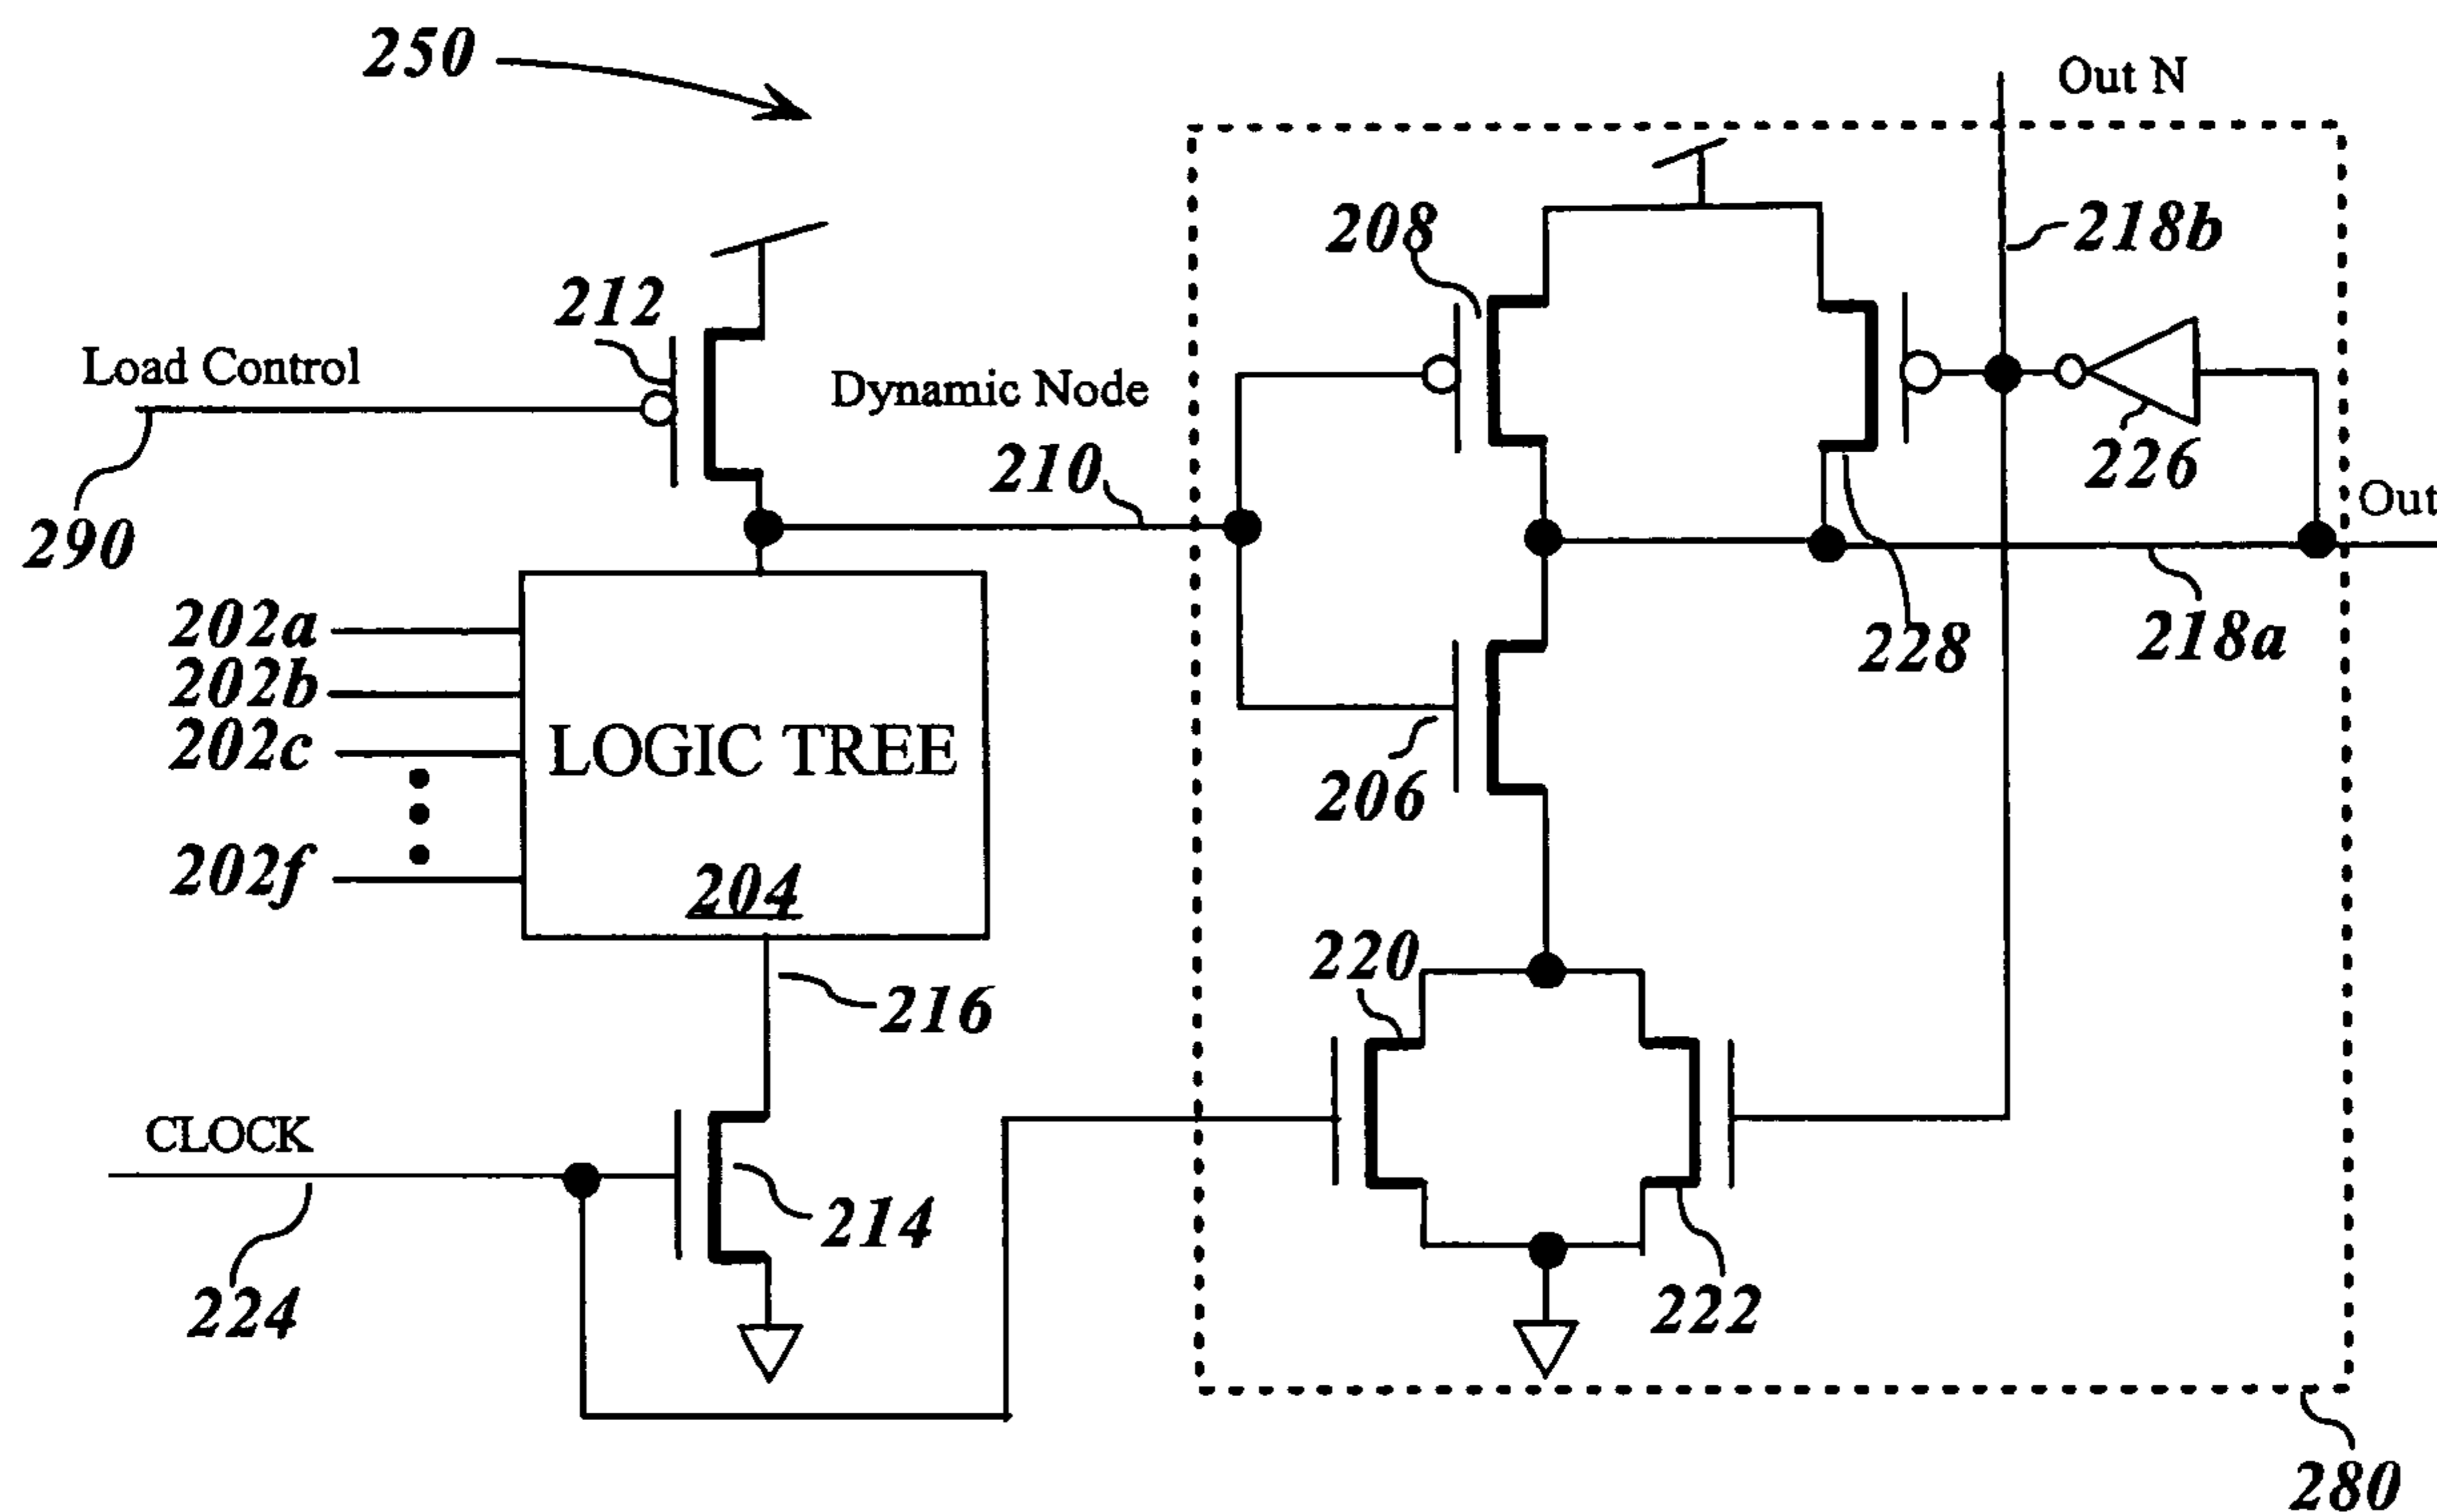 250
Out N
208
218b
212
Load Control
Dynamic Node
210
226
Out
290
202a
228
218a
202b
202c
LOGIC TREE
206
202f
204
220
216
CLOCK
214
222
224
280